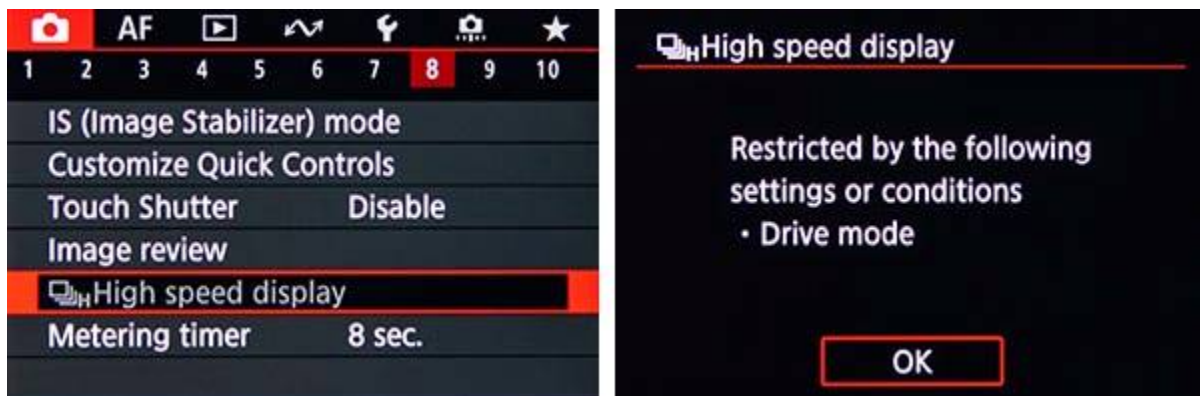 AF
1 2 3 4 5 6 7 8 9 10
IS (Image Stabilizer) mode
Customize Quick Controls
Touch Shutter Disable
Image review
H High speed display
Metering timer 8 sec.
H High speed display
Restricted by the following
settings or conditions
・Drive mode
OK